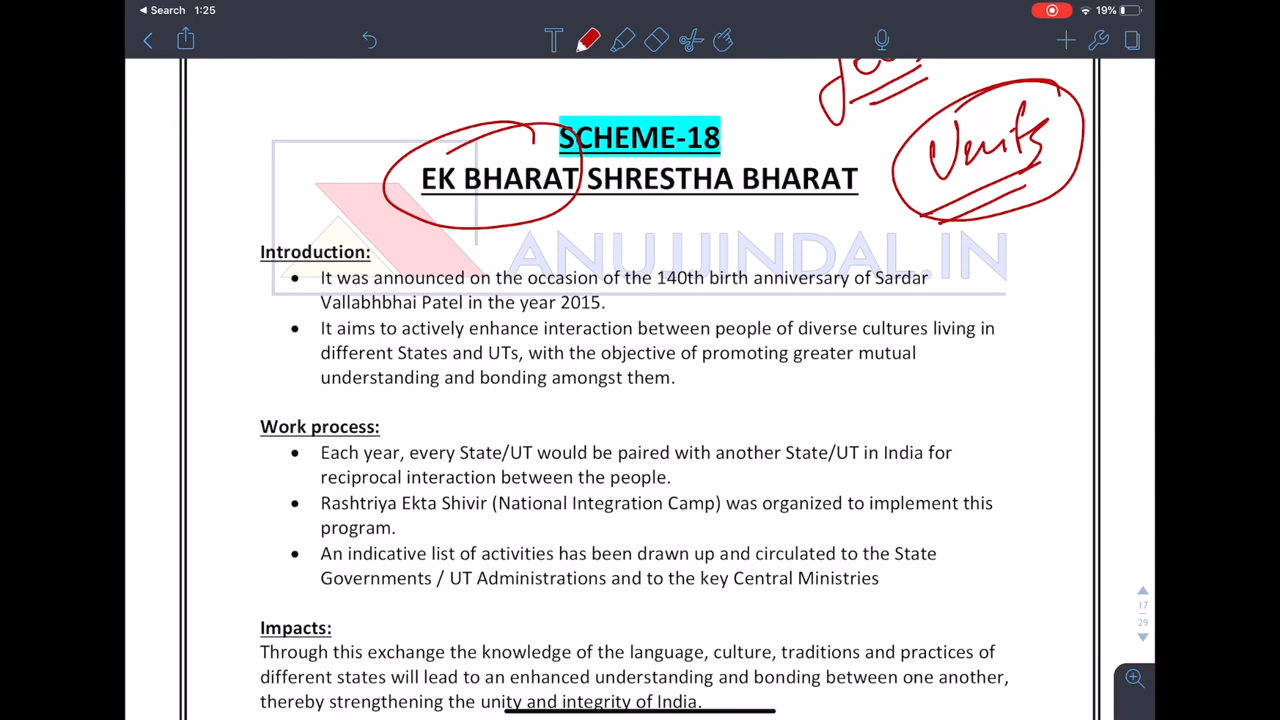 Search 1:25
19%
SCHEME-18
EK BHARAT SHRESTHA BHARAT
Unity
ANUJJINDAL.IN
Introduction:
• It was announced on the occasion of the 140th birth anniversary of Sardar
Vallabhbhai Patel in the year 2015.
• It aims to actively enhance interaction between people of diverse cultures living in
different States and UTs, with the objective of promoting greater mutual
understanding and bonding amongst them.
Work process:
• Each year, every State/UT would be paired with another State/UT in India for
reciprocal interaction between the people.
• Rashtriya Ekta Shivir (National Integration Camp) was organized to implement this
program.
• An indicative list of activities has been drawn up and circulated to the State
Governments / UT Administrations and to the key Central Ministries
17
29
Impacts:
Through this exchange the knowledge of the language, culture, traditions and practices of
different states will lead to an enhanced understanding and bonding between one another,
thereby strengthening the unity and integrity of India.